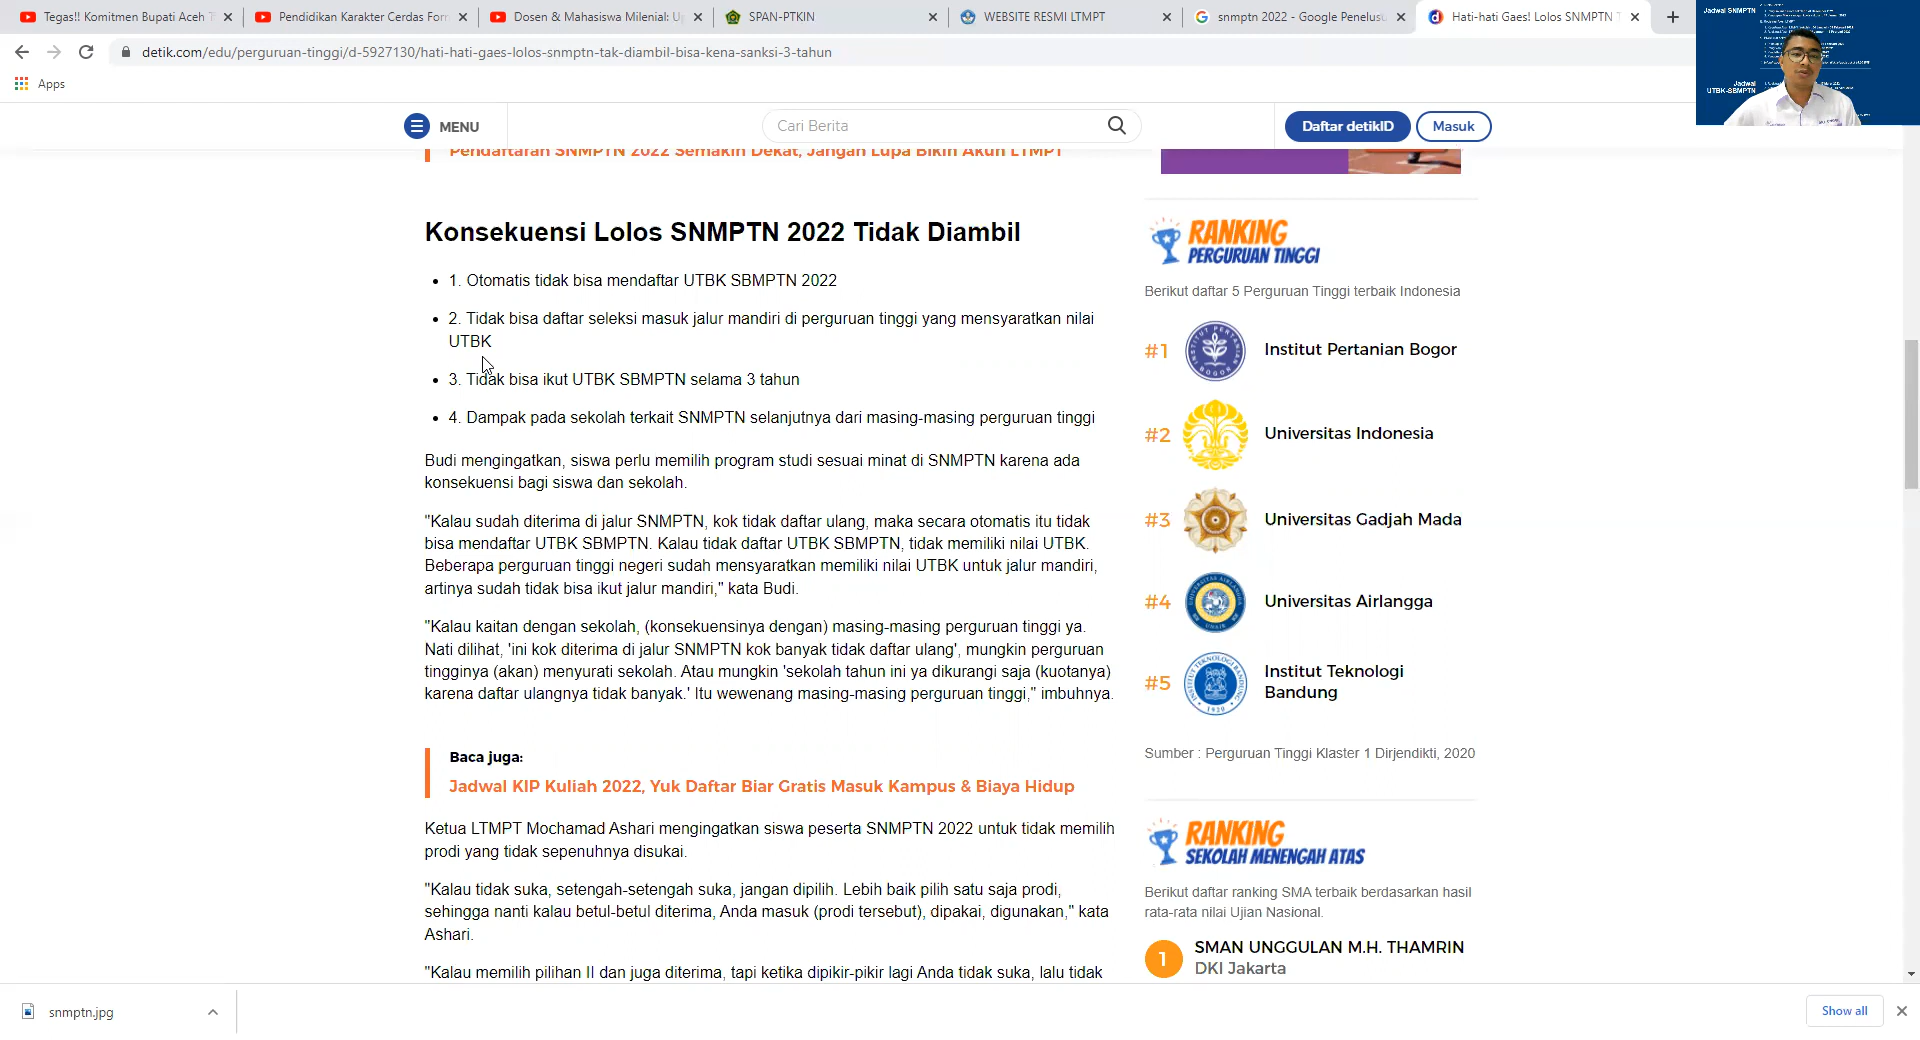 Tegas!! Komitmen Bupati Aceh T
Pendidikan Karakter Cerdas For
Dosen & Mahasiswa Milenial: U
SPAN-PTKIN
WEBSITE RESMI LTMPT
snmptn 2022 - Google Penelusu
Hati-hati Gaes! Lolos SNMPTN T
detik.com/edu/perguruan-tinggi/d-5927130/hati-hati-gaes-lolos-snmptn-tak-diambil-bisa-kena-sanksi-3-tahun
Apps
Jadwal SNMPTN
Jadwal
UTBK-SBMPTN
MENU
Cari Berita
Daftar detikID
Masuk
Pendaftaran SNMPTN 2022 Semakin Dekat, Jangan Lupa Bikin Akun LTMPT
Konsekuensi Lolos SNMPTN 2022 Tidak Diambil
• 1. Otomatis tidak bisa mendaftar UTBK SBMPTN 2022
• 2. Tidak bisa daftar seleksi masuk jalur mandiri di perguruan tinggi yang mensyaratkan nilai
UTBK
• 3. Tidak bisa ikut UTBK SBMPTN selama 3 tahun
• 4. Dampak pada sekolah terkait SNMPTN selanjutnya dari masing-masing perguruan tinggi
Budi mengingatkan, siswa perlu memilih program studi sesuai minat di SNMPTN karena ada
konsekuensi bagi siswa dan sekolah.
"Kalau sudah diterima di jalur SNMPTN, kok tidak daftar ulang, maka secara otomatis itu tidak
bisa mendaftar UTBK SBMPTN. Kalau tidak daftar UTBK SBMPTN, tidak memiliki nilai UTBK.
Beberapa perguruan tinggi negeri sudah mensyaratkan memiliki nilai UTBK untuk jalur mandiri,
artinya sudah tidak bisa ikut jalur mandiri," kata Budi.
"Kalau kaitan dengan sekolah, (konsekuensinya dengan) masing-masing perguruan tinggi ya.
Nati dilihat, 'ini kok diterima di jalur SNMPTN kok banyak tidak daftar ulang', mungkin perguruan
tingginya (akan) menyurati sekolah. Atau mungkin 'sekolah tahun ini ya dikurangi saja (kuotanya)
karena daftar ulangnya tidak banyak.' Itu wewenang masing-masing perguruan tinggi," imbuhnya.
Baca juga:
Jadwal KIP Kuliah 2022, Yuk Daftar Biar Gratis Masuk Kampus & Biaya Hidup
Ketua LTMPT Mochamad Ashari mengingatkan siswa peserta SNMPTN 2022 untuk tidak memilih
prodi yang tidak sepenuhnya disukai.
"Kalau tidak suka, setengah-setengah suka, jangan dipilih. Lebih baik pilih satu saja prodi,
sehingga nanti kalau betul-betul diterima, Anda masuk (prodi tersebut), dipakai, digunakan," kata
Ashari.
"Kalau memilih pilihan II dan juga diterima, tapi ketika dipikir-pikir lagi Anda tidak suka, lalu tidak
RANKING
PERGURUAN TINGGI
Berikut daftar 5 Perguruan Tinggi terbaik Indonesia
#1 Institut Pertanian Bogor
#2 Universitas Indonesia
#3 Universitas Gadjah Mada
#4 Universitas Airlangga
#5 Institut Teknologi
Bandung
Sumber : Perguruan Tinggi Klaster 1 Dirjendikti, 2020
RANKING
SEKOLAH MENENGAH ATAS
Berikut daftar ranking SMA terbaik berdasarkan hasil
rata-rata nilai Ujian Nasional.
1 SMAN UNGGULAN M.H. THAMRIN
DKI Jakarta
snmptn.jpg
Show all